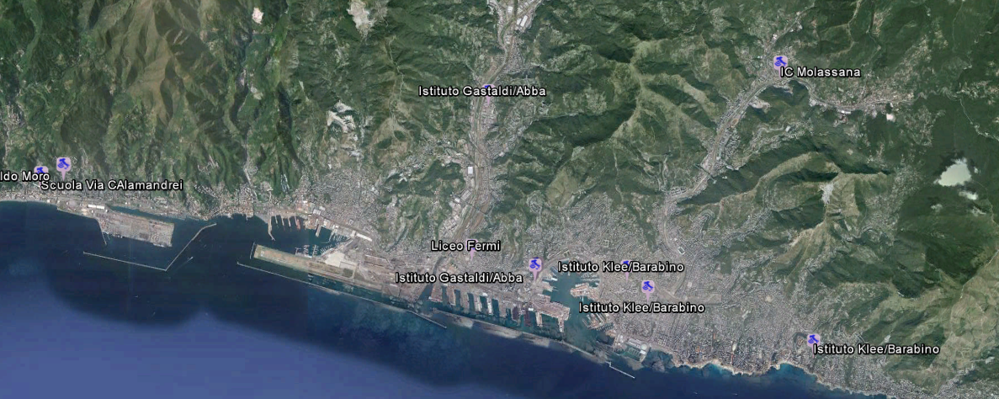 IC Molassana
Istituto Gastaldi/Abba
ldo Moro
Scuola Via CAlamandrei
Liceo Fermi
Istituto Gastaldi/Abba
Istituto Klee/Barabino
Istituto Klee/Barabino
Istituto Klee/Barabino